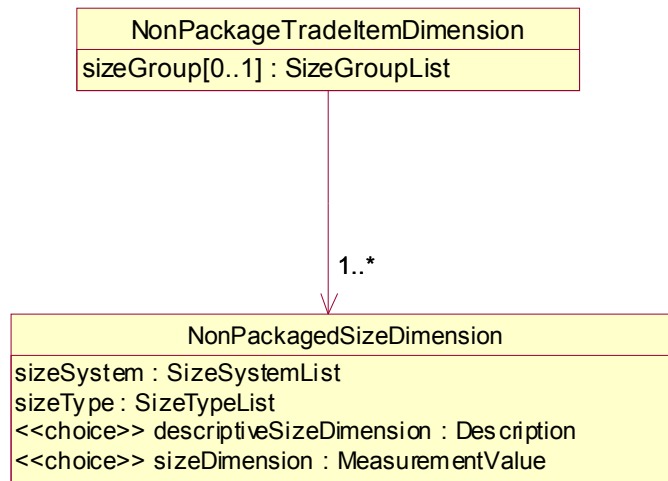 NonPackageTradeItemDimension
sizeGroup[0..1] : SizeGroupList
1..*
NonPackagedSizeDimension
sizeSystem : SizeSystemList
sizeType : SizeTypeList
<<choice>> descriptiveSizeDimension : Description
<<choice>> sizeDimension : MeasurementValue